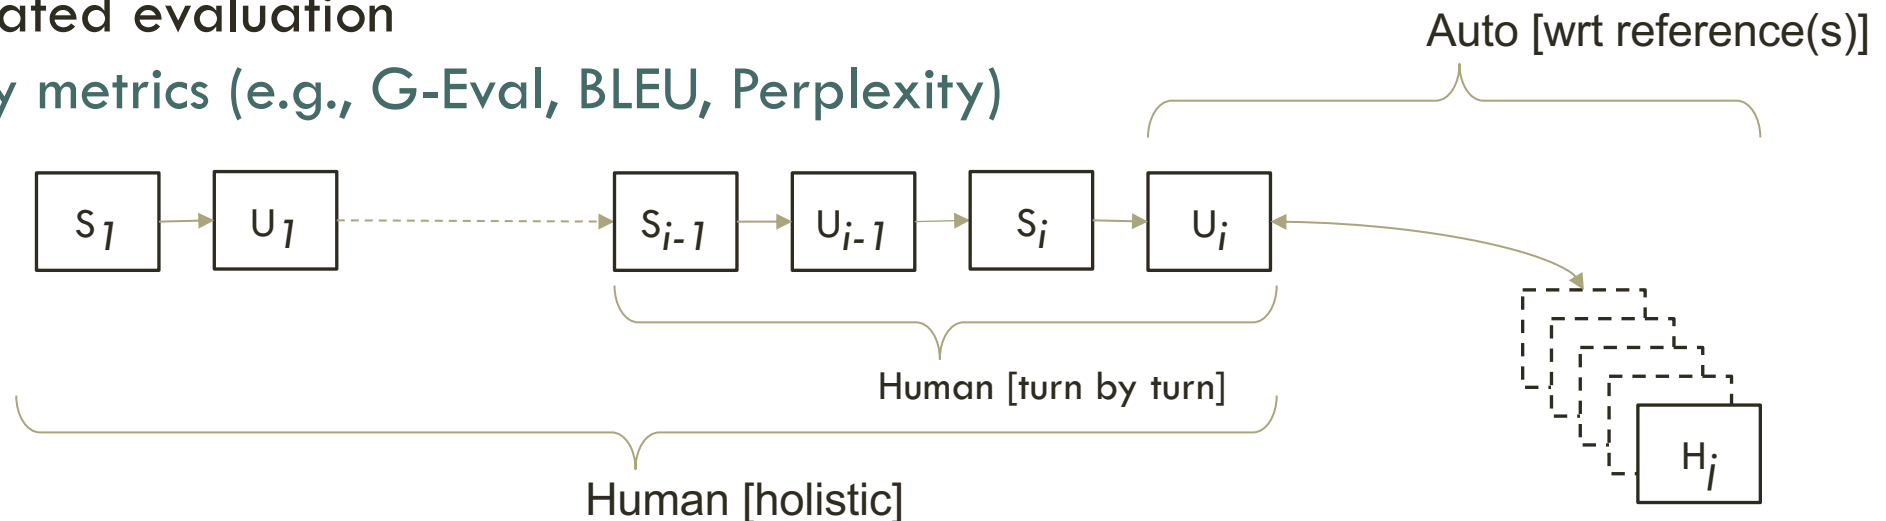 ated evaluation
Auto [wrt reference(s)]
y metrics (e.g., G-Eval, BLEU, Perplexity)
S1 U1 Si-1 Ui-1 Si Ui
Human [turn by turn]
Hi
Human [holistic]